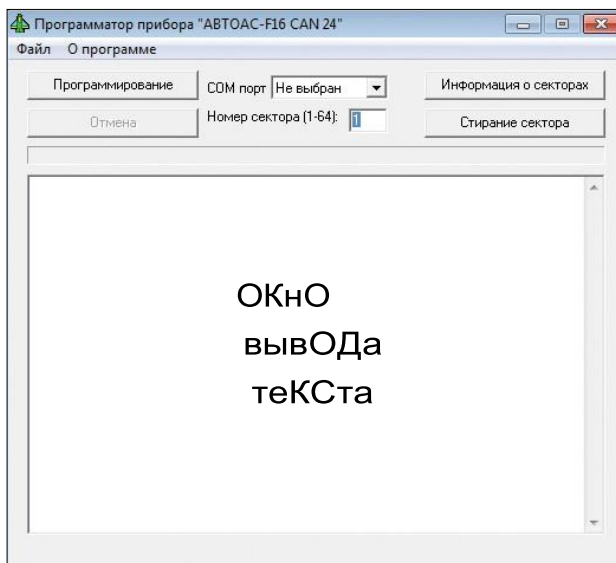 Программатор прибора "АВТОАС-F16 CAN 24"
Файл О программе
Программирование COM порт Не выбран Информация о секторах
Отмена Номер сектора (1-64): 1 Стирание сектора
ОКнО
вывОДа
теКСта